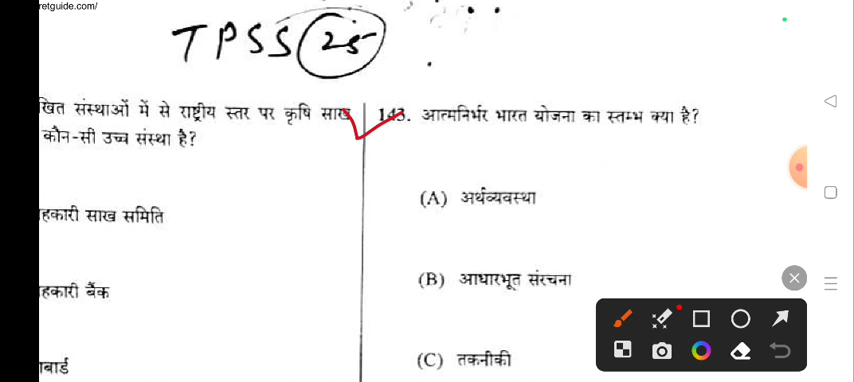 retguide.com/
TPSS 25
खित संस्थाओं में से राष्ट्रीय स्तर पर कृषि साख
कौन-सी उच्च संस्था है?
हकारी साख समिति
हकारी बैंक
बार्ड
143. आत्मनिर्भर भारत योजना का स्तम्भ क्या है?
(A) अर्थव्यवस्था
(B) आधारभूत संरचना
(C) तकनीकी